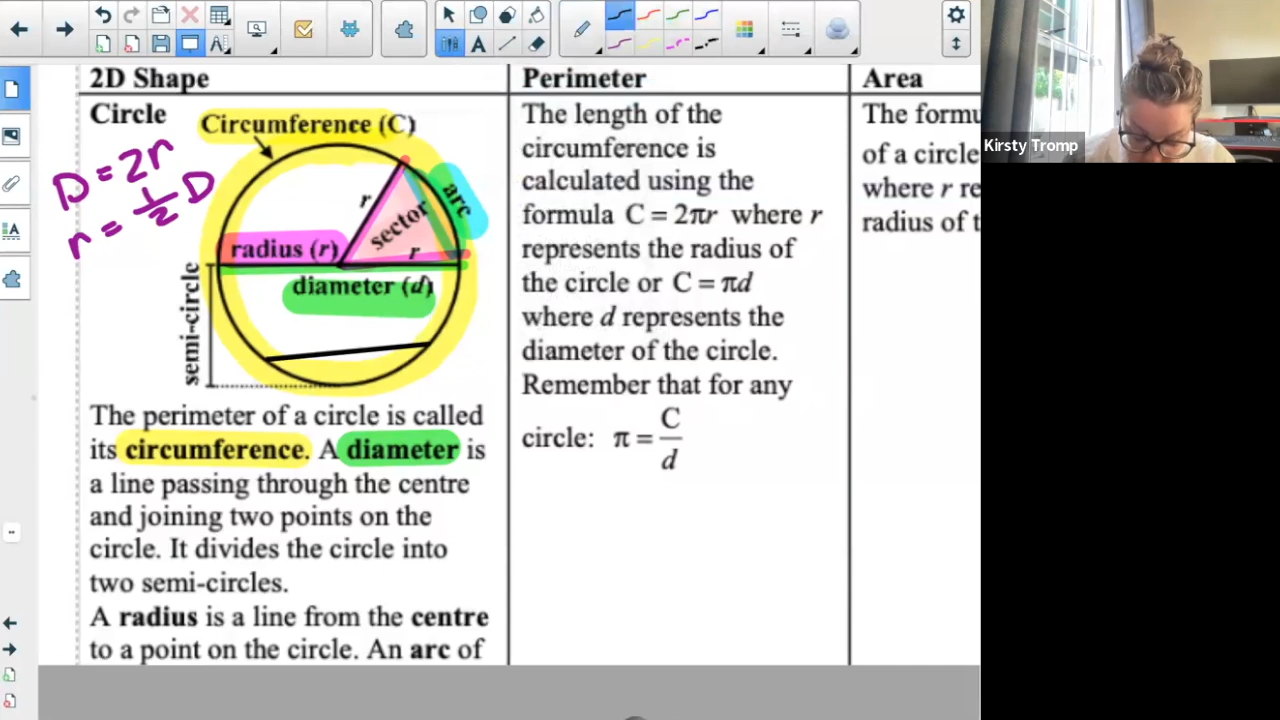 2D Shape
Circle
Circumference (C)
D = 2r
r = 1/2 D
r
sector
arc
radius (r)
r
diameter (d)
semi-circle
The perimeter of a circle is called
its circumference. A diameter is
a line passing through the centre
and joining two points on the
circle. It divides the circle into
two semi-circles.
A radius is a line from the centre
to a point on the circle. An arc of
Perimeter
The length of the
circumference is
calculated using the
formula C = 2πr where r
represents the radius of
the circle or C = πd
where d represents the
diameter of the circle.
Remember that for any
circle: π = C/d
Area
The formu
of a circle
where r re
radius of t
Kirsty Tromp